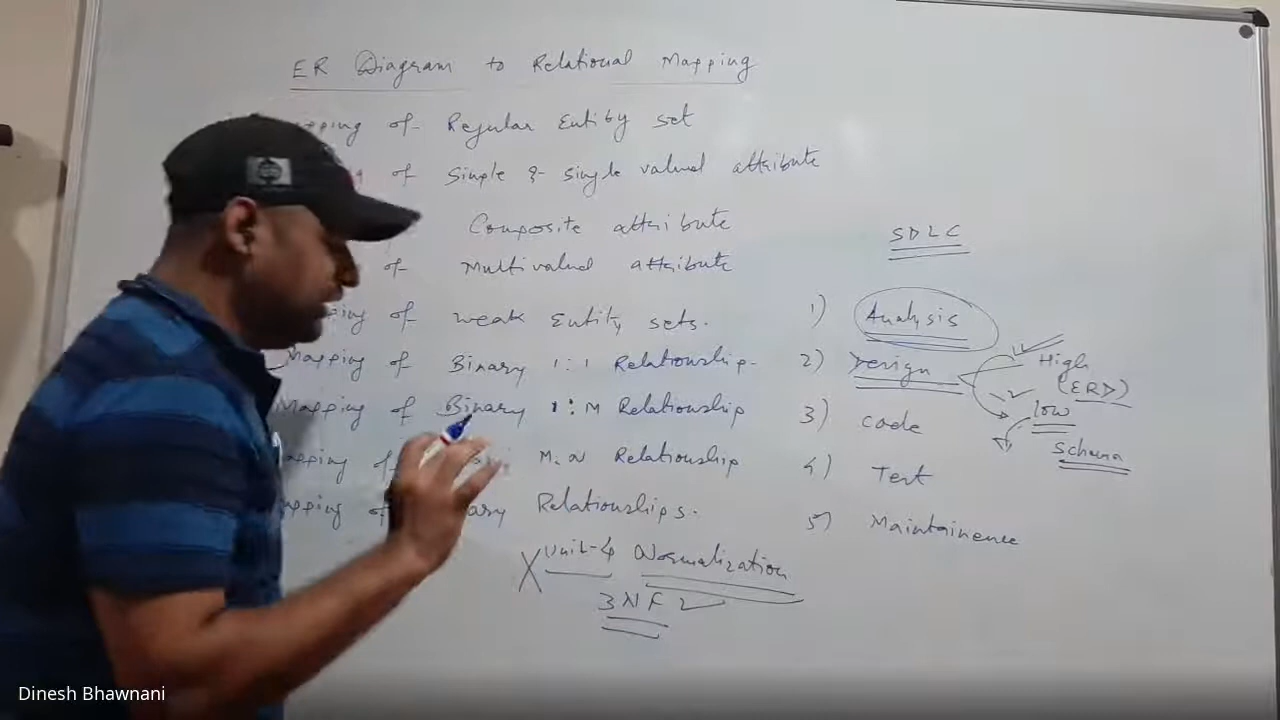 ER Diagram to Relational Mapping
of Regular Entity set
of Simple & single valued attribute
Composite attribute
of Multivalued attribute
of weak Entity sets.
Mapping of Binary 1:1 Relationship
Mapping of Binary 1:M Relationship
M:N Relationship
Relationships.
Unit-4 Normalization
3NF
SDLC
1) Analysis
2) Design
High
(ERD)
low
Schema
3) code
4) Test
5) Maintainence
Dinesh Bhawnani